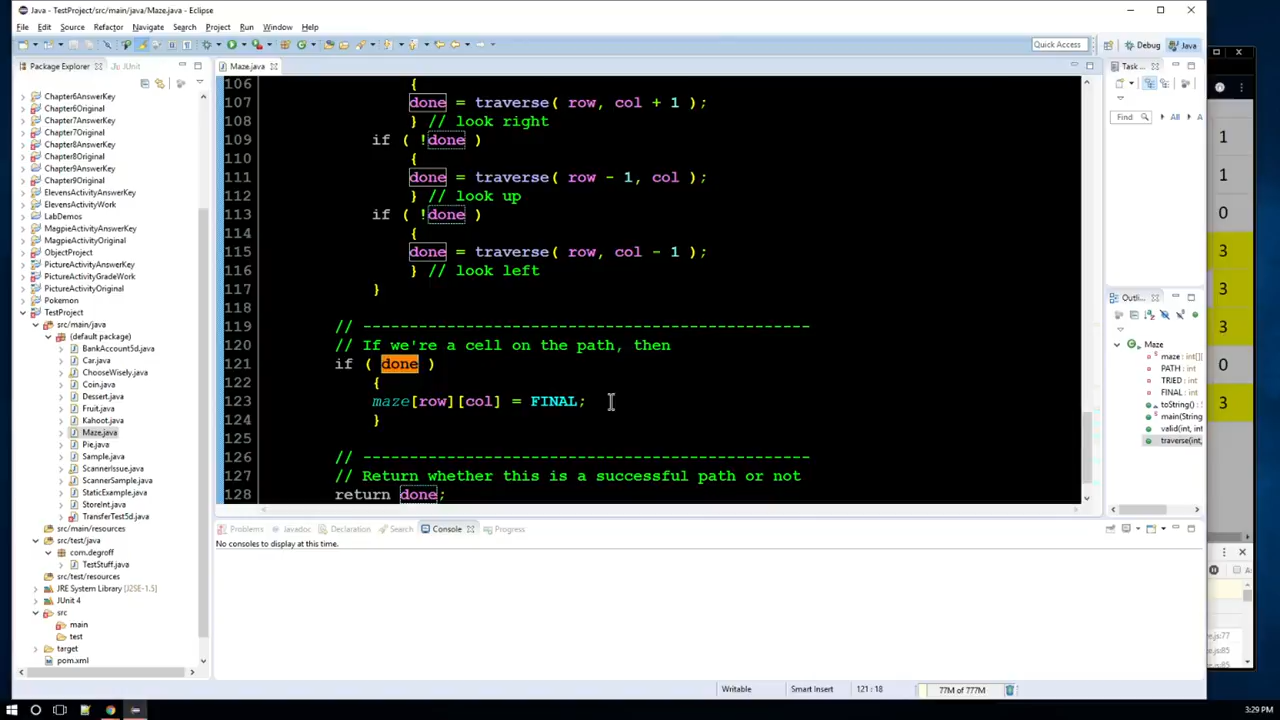 Java - TestProject/src/main/java/Maze.java - Eclipse
File Edit Source Refactor Navigate Search Project Run Window Help
Quick Access
Debug
Java
Package Explorer
JUnit
Maze.java
Task
Chapter6AnswerKey
Chapter6Original
Chapter7AnswerKey
Chapter7Original
Chapter8AnswerKey
Chapter8Original
Chapter9AnswerKey
Chapter9Original
ElevensActivityAnswerKey
ElevensActivityWork
LabDemos
MagpieActivityAnswerKey
MagpieActivityOriginal
ObjectProject
PictureActivityAnswerKey
PictureActivityGradeWork
PictureActivityOriginal
Pokemon
TestProject
src/main/java
(default package)
BankAccount5d.java
Car.java
ChooseWisely.java
Coin.java
Dessert.java
Fruit.java
Kahoot.java
Maze.java
Pie.java
Sample.java
ScannerIssue.java
ScannerSample.java
StaticExample.java
StoreInt.java
TransferTest5d.java
src/main/resources
src/test/java
com.degroff
TestStuff.java
src/test/resources
JRE System Library [J2SE-1.5]
JUnit 4
src
main
test
target
pom.xml
106 {
107 done = traverse( row, col + 1 );
108 } // look right
109 if ( !done )
110 {
111 done = traverse( row - 1, col );
112 } // look up
113 if ( !done )
114 {
115 done = traverse( row, col - 1 );
116 } // look left
117 }
118
119 // ------------------------------------------------
120 // If we're a cell on the path, then
121 if ( done )
122 {
123 maze[row][col] = FINAL;
124 }
125
126 // ------------------------------------------------
127 // Return whether this is a successful path or not
128 return done;
Find
All
A
Outli
Maze
maze : int[][]
PATH : int
TRIED : int
FINAL : int
toString() :
main(String
valid(int, int
traverse(int,
1
1
0
3
3
3
0
3
e.js:77
e.js:85
e.js:85
Problems
Javadoc
Declaration
Search
Console
Progress
No consoles to display at this time.
Writable
Smart Insert
121 : 18
77M of 777M
3:29 PM